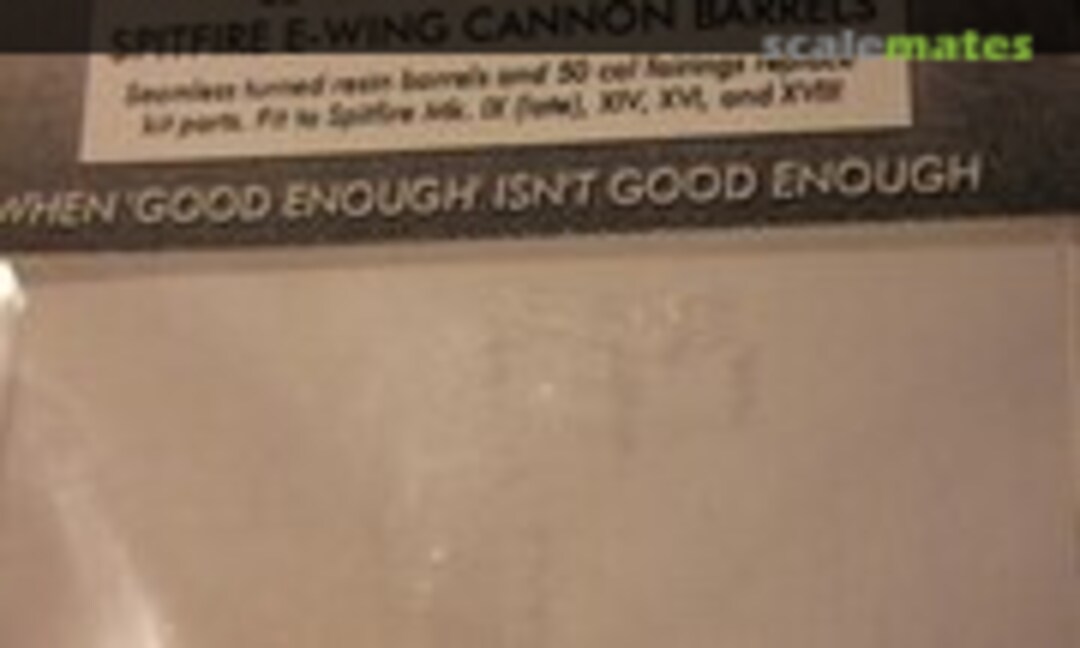 SPITFIRE E-WING CANNON BARRELS
scalemates
Seamless turned resin barrels and 50 cal fairings replace
kit parts. Fit to Spitfire Mk. IX (late), XIV, XVI, and XVIII
WHEN 'GOOD ENOUGH' ISN'T GOOD ENOUGH